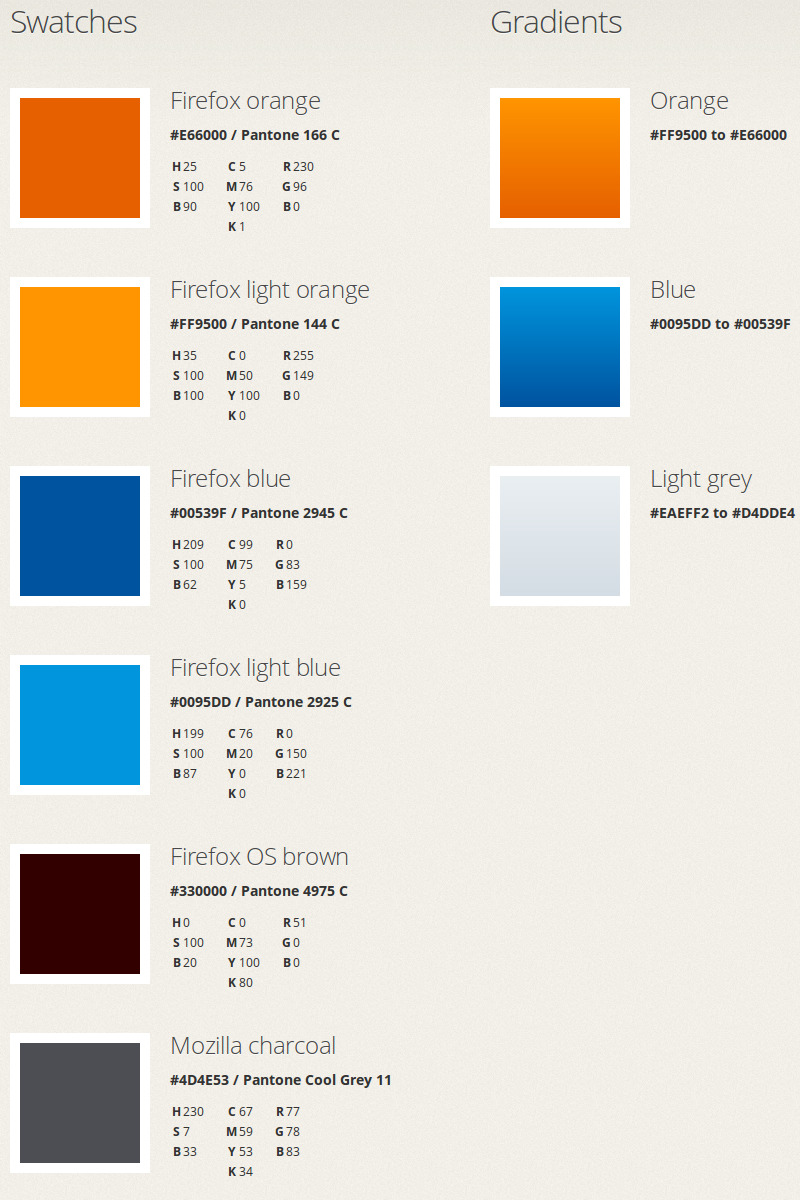 Swatches
Firefox orange
#E66000 / Pantone 166 C
H 25 C 5 R 230
S 100 M 76 G 96
B 90 Y 100 B 0
K 1
Firefox light orange
#FF9500 / Pantone 144 C
H 35 C 0 R 255
S 100 M 50 G 149
B 100 Y 100 B 0
K 0
Firefox blue
#00539F / Pantone 2945 C
H 209 C 99 R 0
S 100 M 75 G 83
B 62 Y 5 B 159
K 0
Firefox light blue
#0095DD / Pantone 2925 C
H 199 C 76 R 0
S 100 M 20 G 150
B 87 Y 0 B 221
K 0
Firefox OS brown
#330000 / Pantone 4975 C
H 0 C 0 R 51
S 100 M 73 G 0
B 20 Y 100 B 0
K 80
Mozilla charcoal
#4D4E53 / Pantone Cool Grey 11
H 230 C 67 R 77
S 7 M 59 G 78
B 33 Y 53 B 83
K 34
Gradients
Orange
#FF9500 to #E66000
Blue
#0095DD to #00539F
Light grey
#EAEFF2 to #D4DDE4